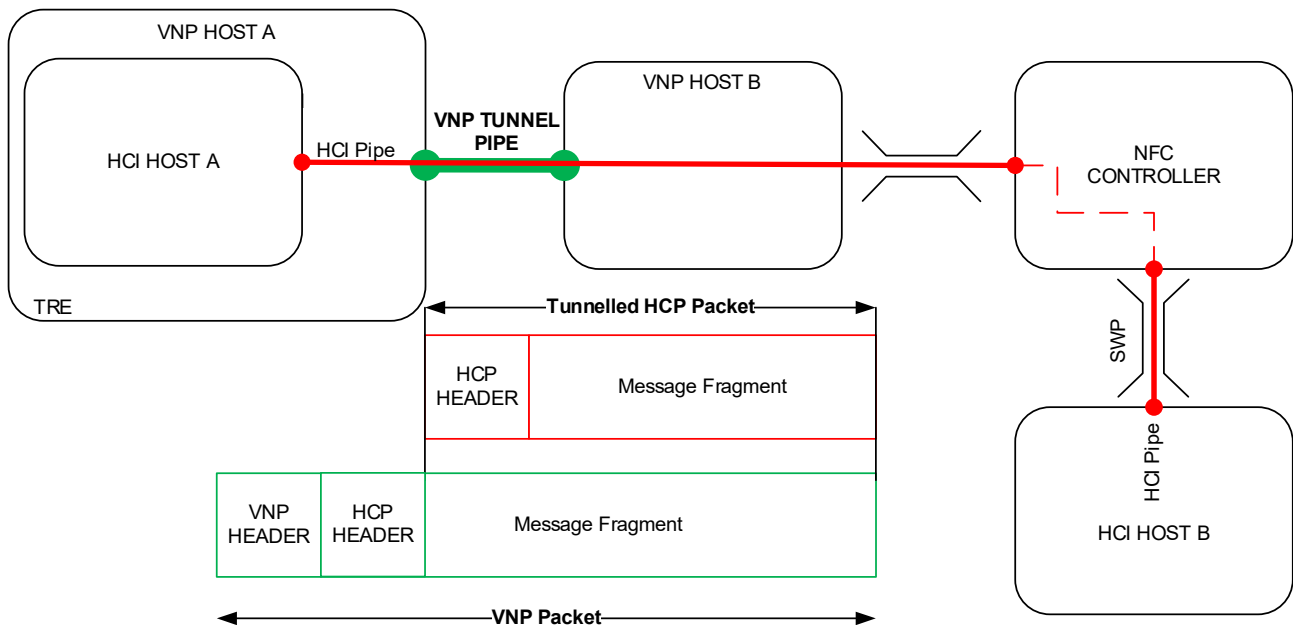 VNP HOST A
HCI HOST A
HCI Pipe
TRE
VNP TUNNEL
PIPE
VNP HOST B
NFC
CONTROLLER
SWP
HCI Pipe
HCI HOST B
Tunnelled HCP Packet
HCP
HEADER
Message Fragment
VNP
HEADER
HCP
HEADER
Message Fragment
VNP Packet